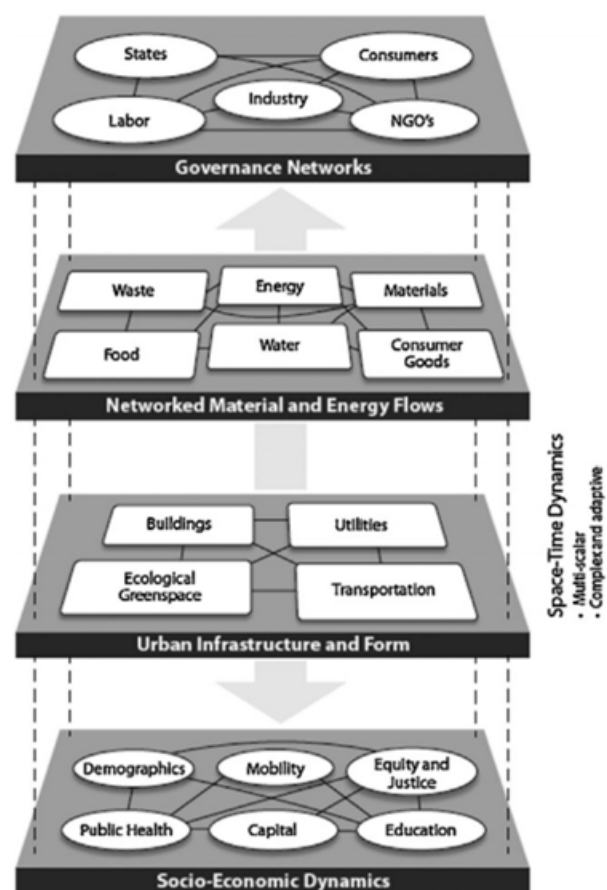 States
Consumers
Industry
Labor
NGO's
Governance Networks
Waste
Energy
Materials
Food
Water
Consumer
Goods
Networked Material and Energy Flows
Buildings
Utilities
Ecological
Greenspace
Transportation
Urban Infrastructure and Form
Demographics
Mobility
Equity and
Justice
Public Health
Capital
Education
Socio-Economic Dynamics
Space-Time Dynamics
• Multi-scalar
• Complex and adaptive